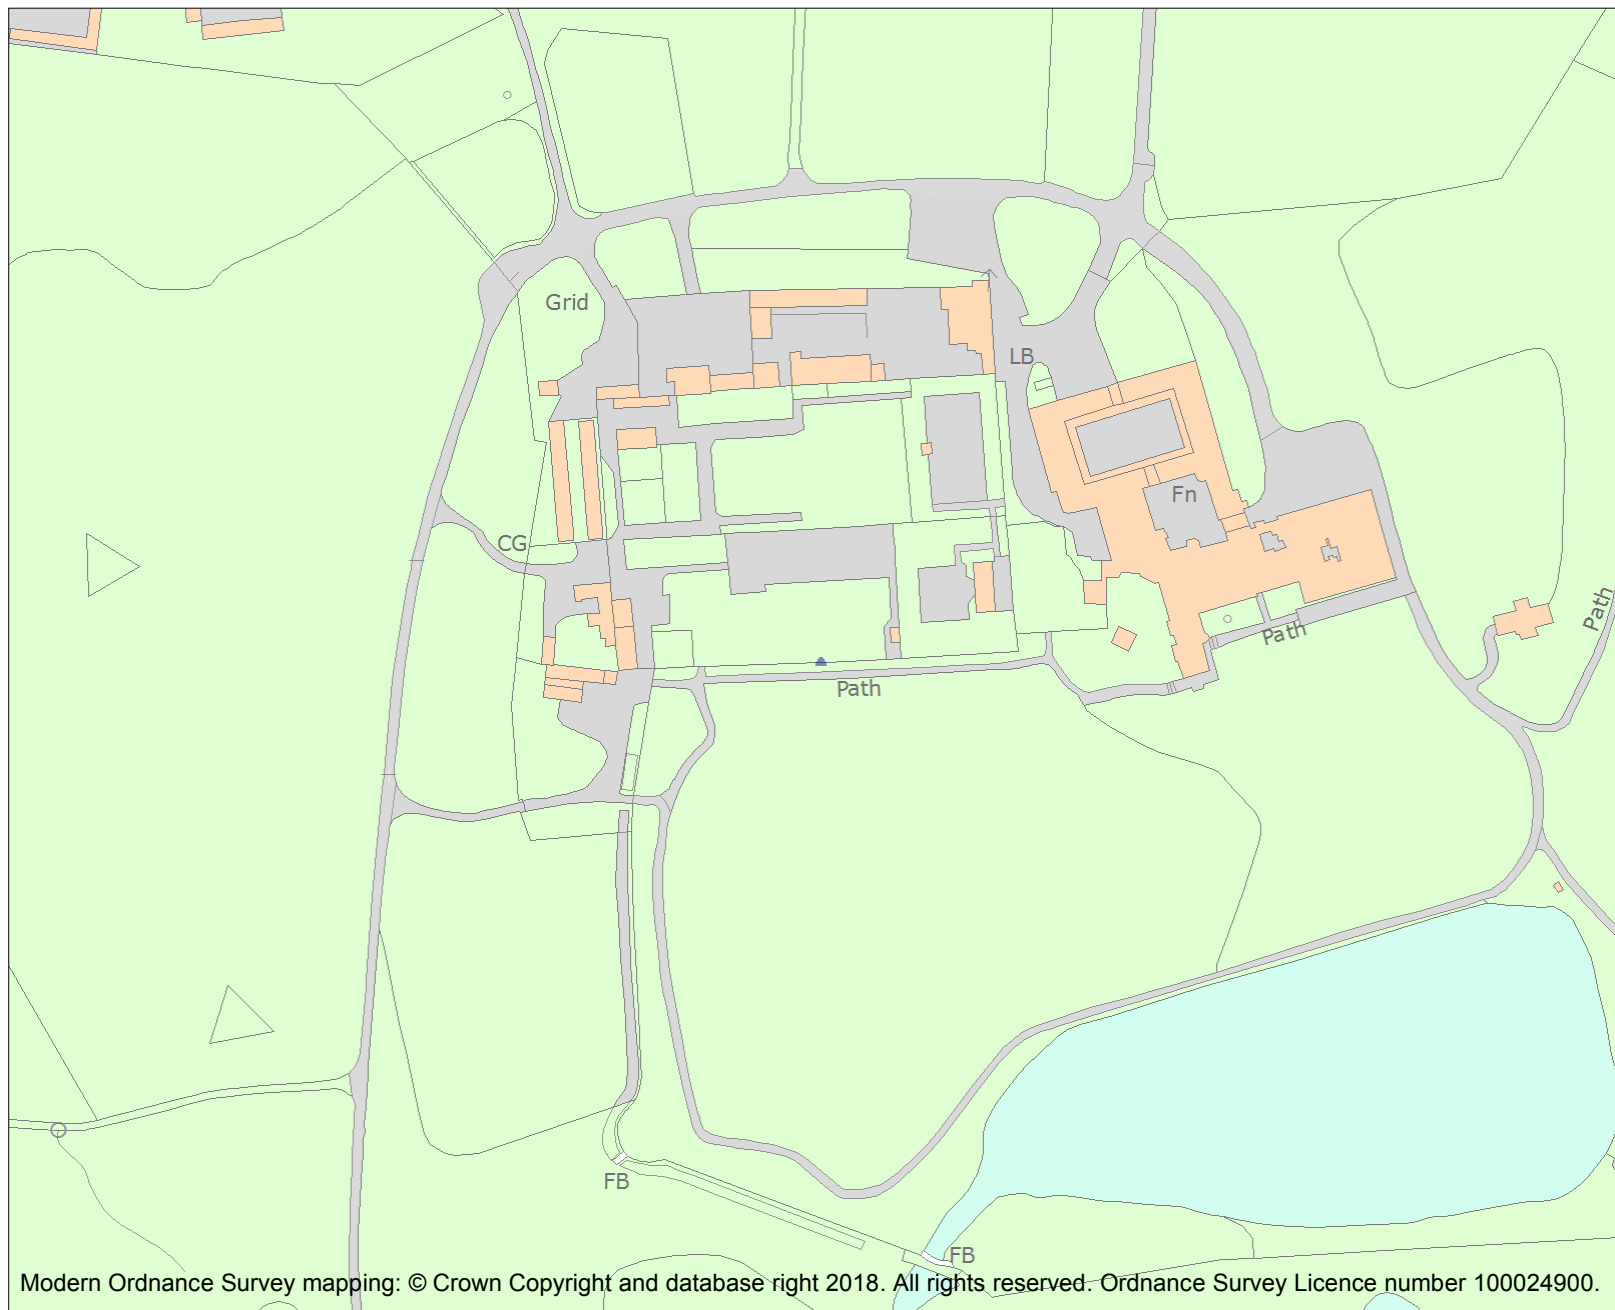 Grid
LB
Fn
CG
Path
Path
Path
FB
FB
Modern Ordnance Survey mapping: © Crown Copyright and database right 2018. All rights reserved. Ordnance Survey Licence number 100024900.